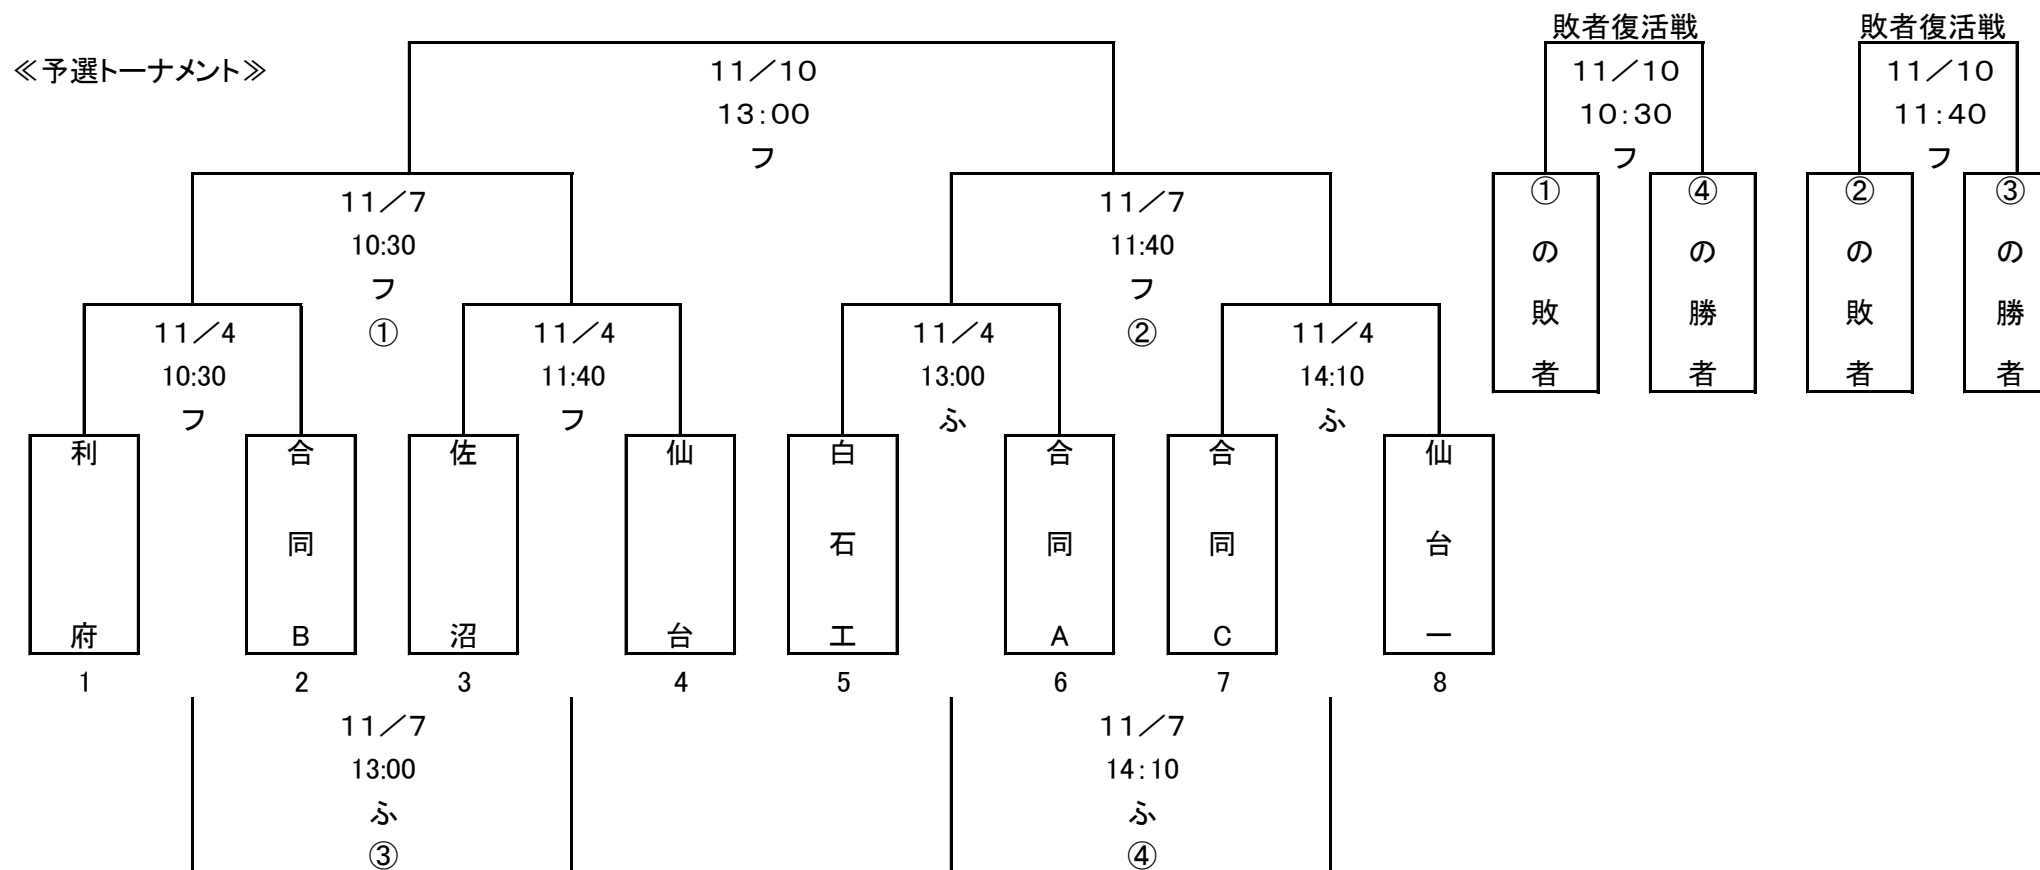 ≪予選トーナメント≫
11／10
13:00
フ
敗者復活戦
11／10
10:30
フ
敗者復活戦
11／10
11:40
フ
①の敗者
④の勝者
②の敗者
③の勝者
11／7
10:30
フ
①
11／7
11:40
フ
②
11／4
10:30
フ
11／4
11:40
フ
11／4
13:00
ふ
11／4
14:10
ふ
利府
合同B
佐沼
仙台
白石工
合同A
合同C
仙台一
1 2 3 4 5 6 7 8
11／7
13:00
ふ
③
11／7
14:10
ふ
④